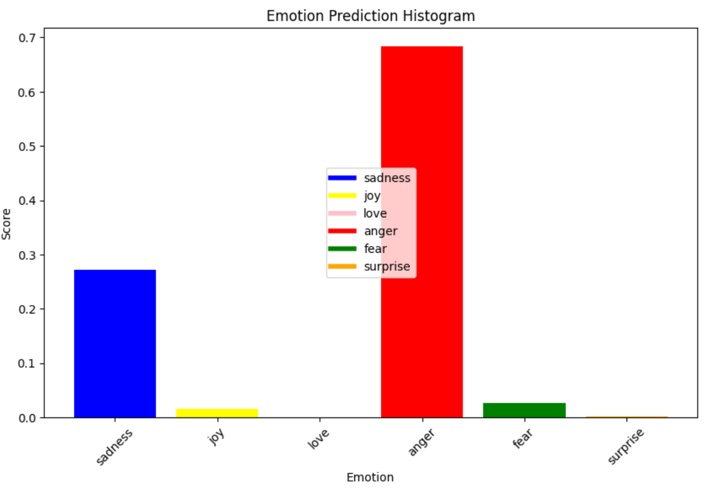 Emotion Prediction Histogram
0.7
0.6
0.5
0.4
0.3
0.2
0.1
0.0
Score
sadness
joy
love
anger
fear
surprise
sadness
joy
love
anger
fear
surprise
Emotion